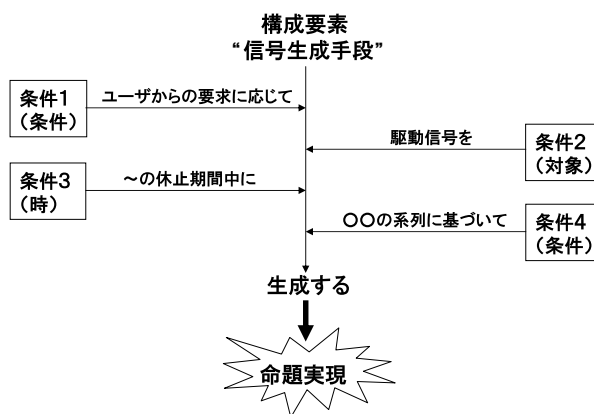 構成要素
“信号生成手段”
条件1
（条件）
ユーザからの要求に応じて
駆動信号を
条件2
（対象）
条件3
（時）
～の休止期間中に
〇〇の系列に基づいて
条件4
（条件）
生成する
命題実現